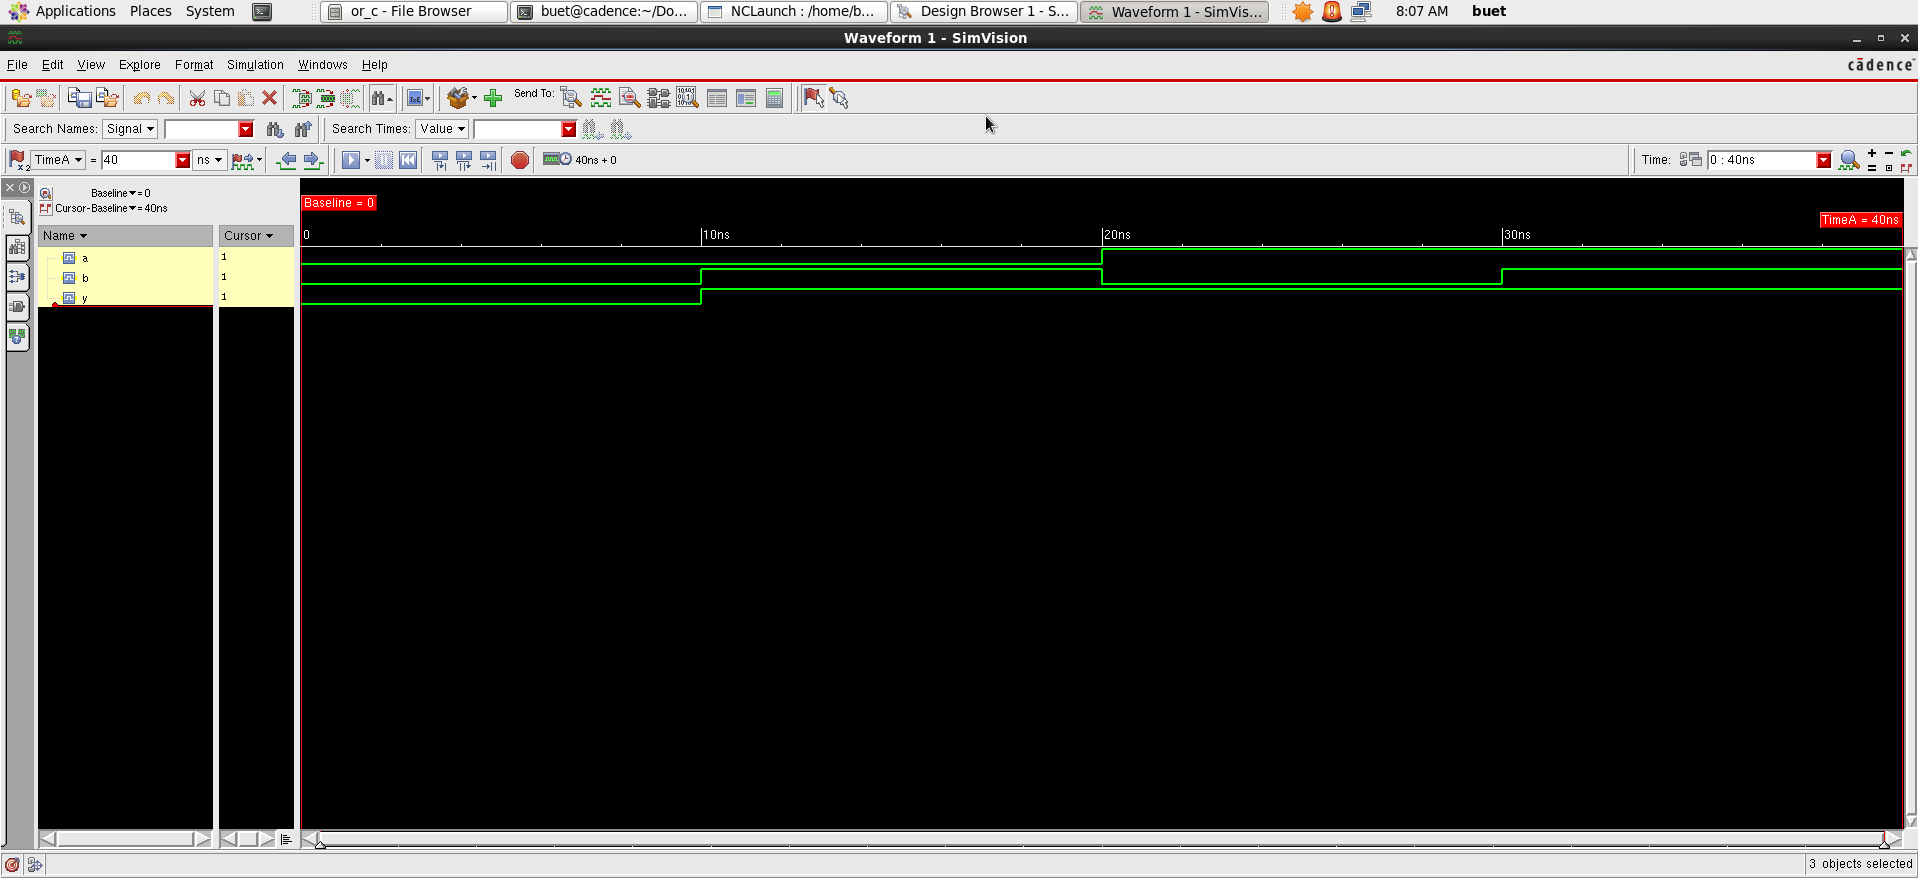 Applications Places System or_c - File Browser buet@cadence:~/Do... NCLaunch : /home/b... Design Browser 1 - S... Waveform 1 - SimVis... 8:07 AM buet
Waveform 1 - SimVision
File Edit View Explore Format Simulation Windows Help cādence
Send To:
Search Names: Signal Search Times: Value
x2 TimeA = 40 ns 40ns + 0 Time: 0 : 40ns
Baseline = 0
Cursor-Baseline = 40ns
Baseline = 0
TimeA = 40ns
Name Cursor 0 10ns 20ns 30ns
a 1
b 1
y 1
3 objects selected